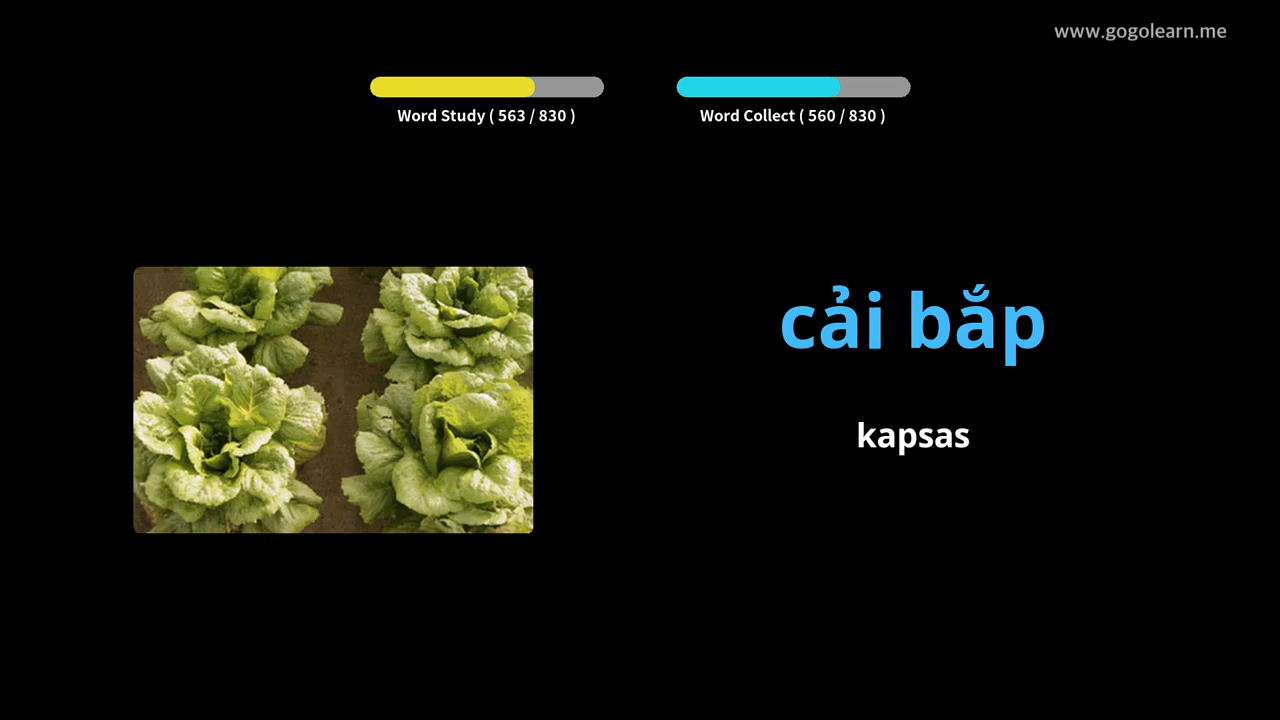 www.gogolearn.me
Word Study ( 563 / 830 )
Word Collect ( 560 / 830 )
cải bắp
kapsas